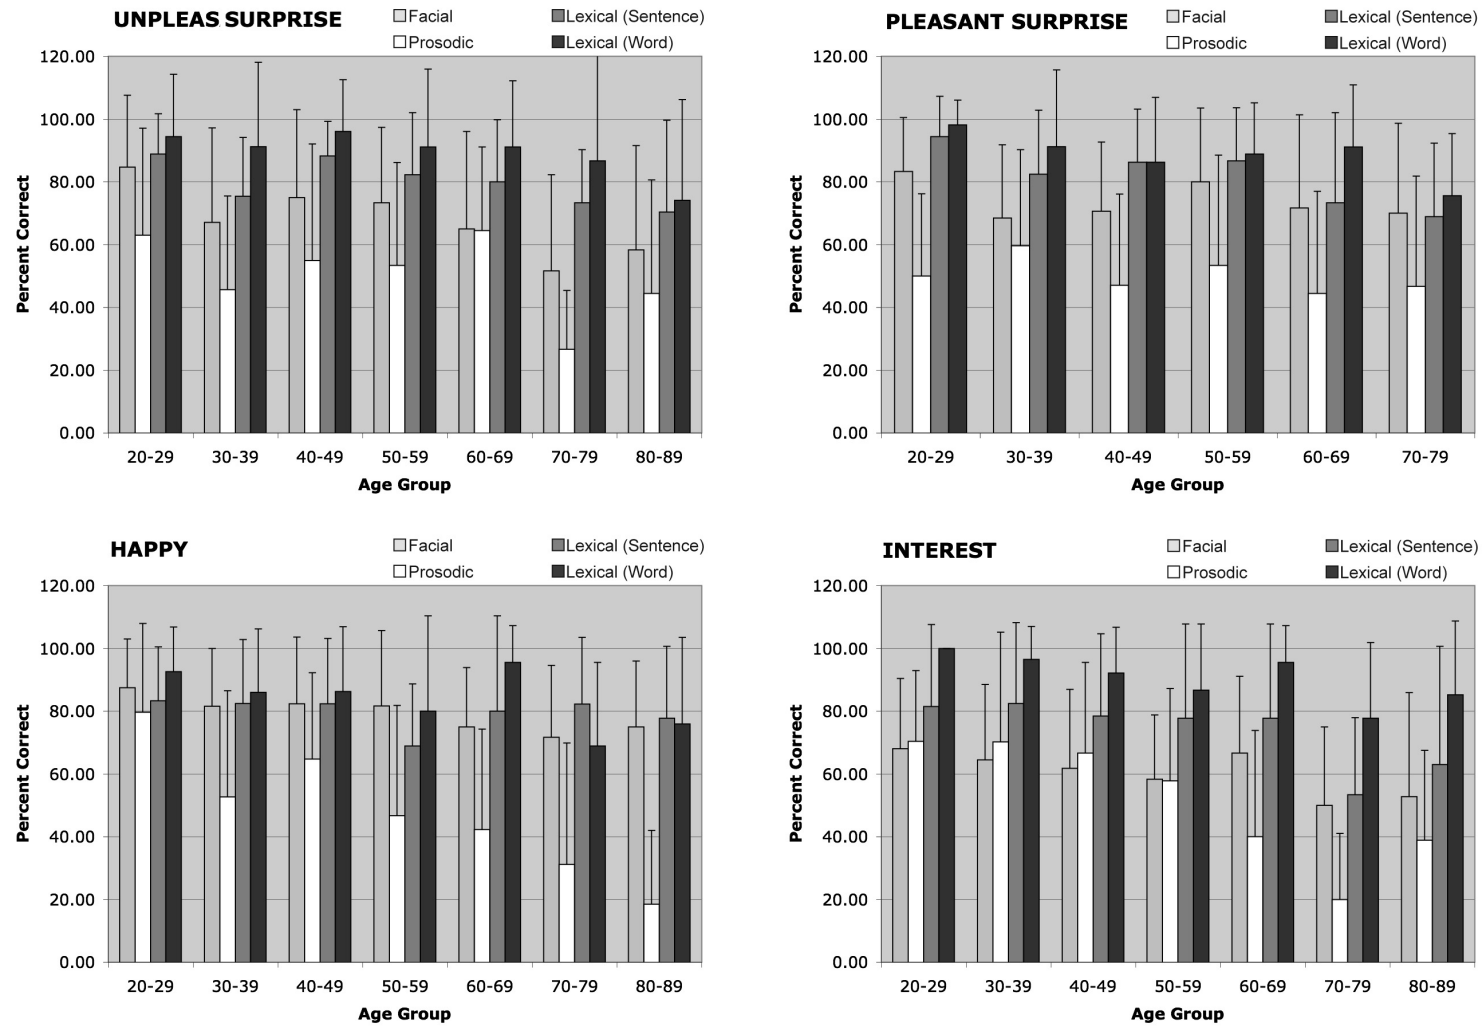 UNPLEAS SURPRISE
Facial
Lexical (Sentence)
Prosodic
Lexical (Word)
120.00
100.00
80.00
60.00
40.00
20.00
0.00
Percent Correct
20-29 30-39 40-49 50-59 60-69 70-79 80-89
Age Group
PLEASANT SURPRISE
Facial
Lexical (Sentence)
Prosodic
Lexical (Word)
120.00
100.00
80.00
60.00
40.00
20.00
0.00
Percent Correct
20-29 30-39 40-49 50-59 60-69 70-79
Age Group
HAPPY
Facial
Lexical (Sentence)
Prosodic
Lexical (Word)
120.00
100.00
80.00
60.00
40.00
20.00
0.00
Percent Correct
20-29 30-39 40-49 50-59 60-69 70-79 80-89
Age Group
INTEREST
Facial
Lexical (Sentence)
Prosodic
Lexical (Word)
120.00
100.00
80.00
60.00
40.00
20.00
0.00
Percent Correct
20-29 30-39 40-49 50-59 60-69 70-79 80-89
Age Group